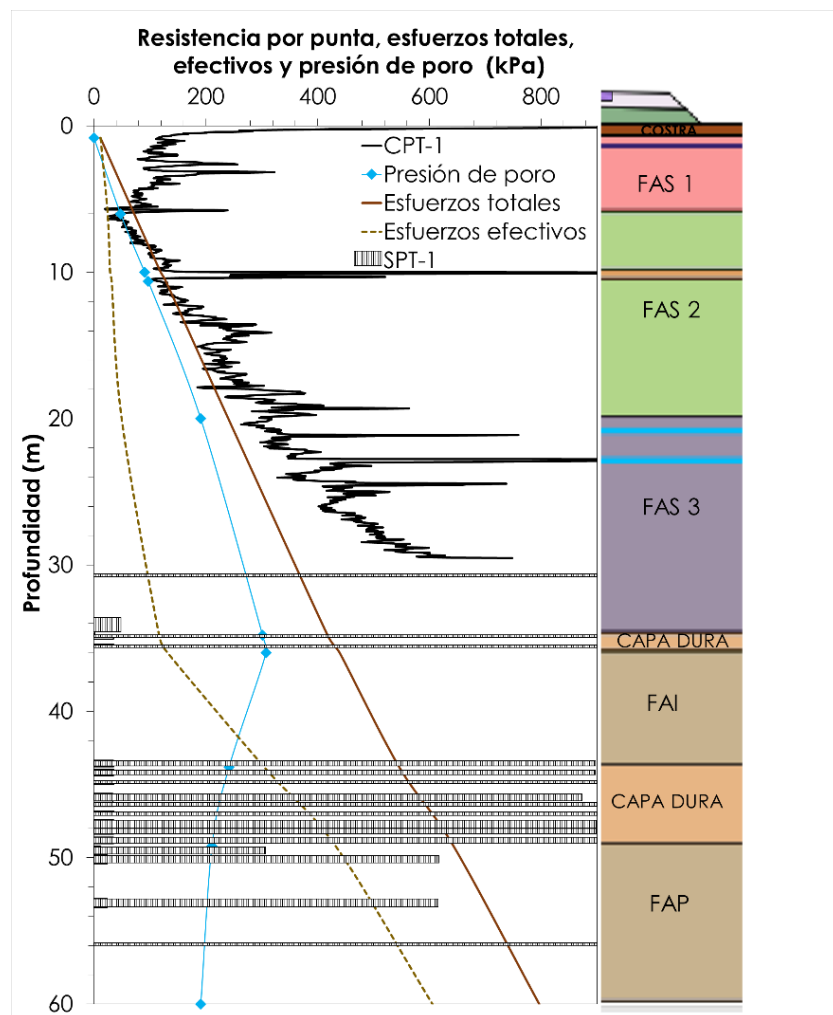 Resistencia por punta, esfuerzos totales,
efectivos y presión de poro (kPa)
0 200 400 600 800
0
10
20
30
40
50
60
Profundidad (m)
CPT-1
Presión de poro
Esfuerzos totales
Esfuerzos efectivos
SPT-1
COSTRA
FAS 1
FAS 2
FAS 3
CAPA DURA
FAI
CAPA DURA
FAP